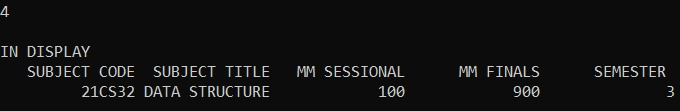 4
IN DISPLAY
SUBJECT CODE SUBJECT TITLE MM SESSIONAL MM FINALS SEMESTER
21CS32 DATA STRUCTURE 100 900 3